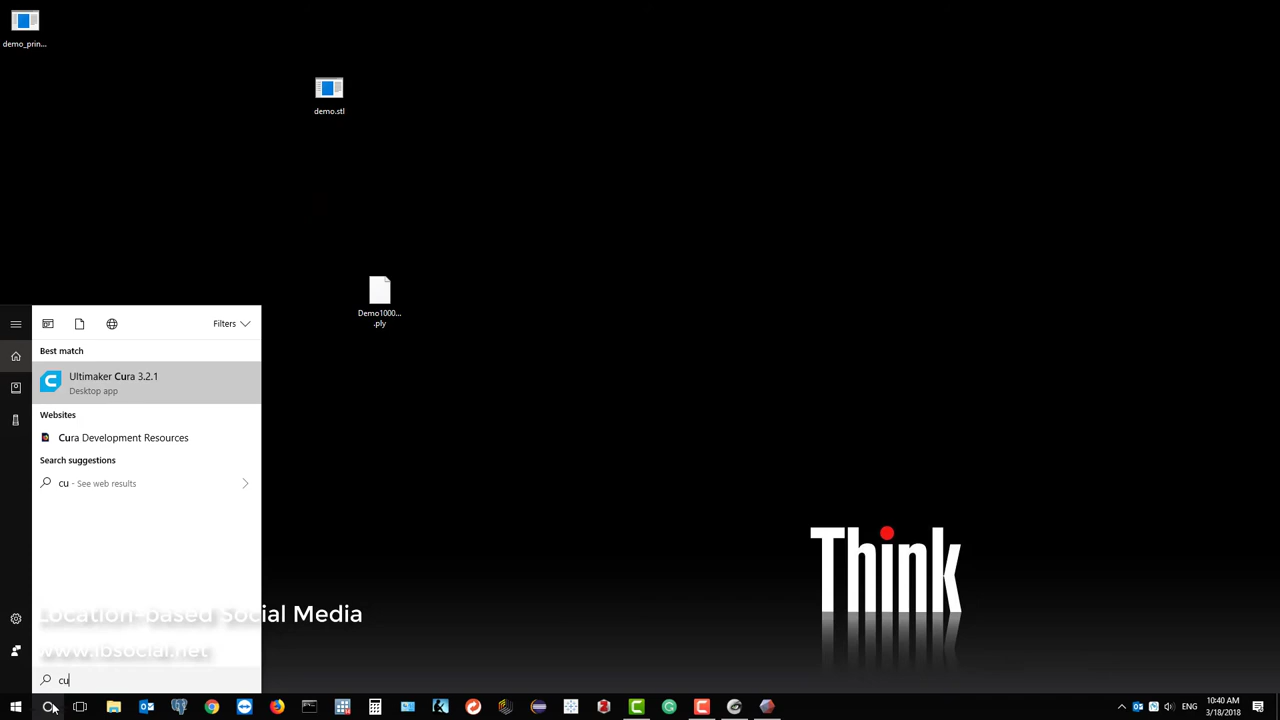 demo_prin...
demo.stl
Demo1000...
.ply
Filters
Best match
Ultimaker Cura 3.2.1
Desktop app
Websites
Cura Development Resources
Search suggestions
cu - See web results
Think
Location-based Social Media
www.lbsocial.net
cu
ENG
10:40 AM
3/18/2018